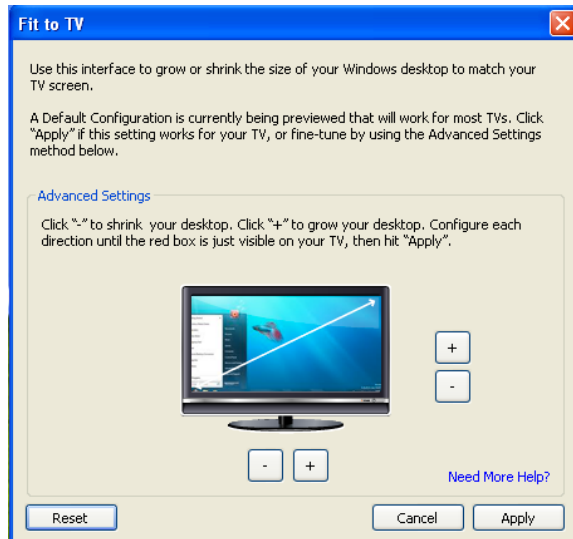 Fit to TV
Use this interface to grow or shrink the size of your Windows desktop to match your
TV screen.
A Default Configuration is currently being previewed that will work for most TVs. Click
“Apply” if this setting works for your TV, or fine-tune by using the Advanced Settings
method below.
Advanced Settings
Click “-” to shrink your desktop. Click “+” to grow your desktop. Configure each
direction until the red box is just visible on your TV, then hit “Apply”.
+
-
- +
Need More Help?
Reset Cancel Apply